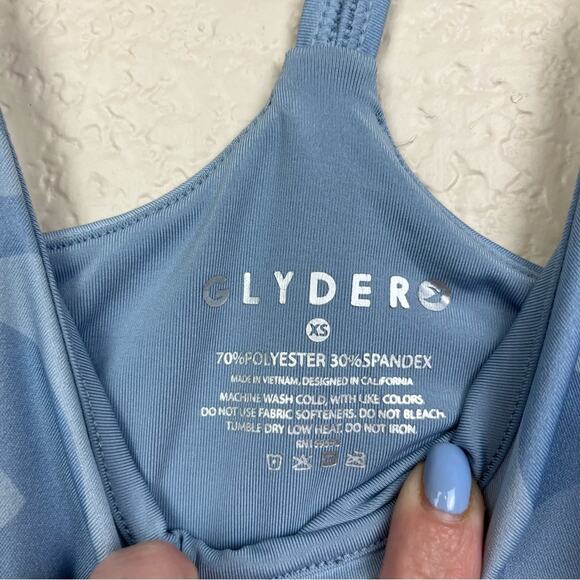 GLYDER
XS
70%POLYESTER 30%SPANDEX
MADE IN VIETNAM, DESIGNED IN CALIFORNIA
MACHINE WASH COLD, WITH LIKE COLORS.
DO NOT USE FABRIC SOFTENERS. DO NOT BLEACH.
TUMBLE DRY LOW HEAT. DO NOT IRON.